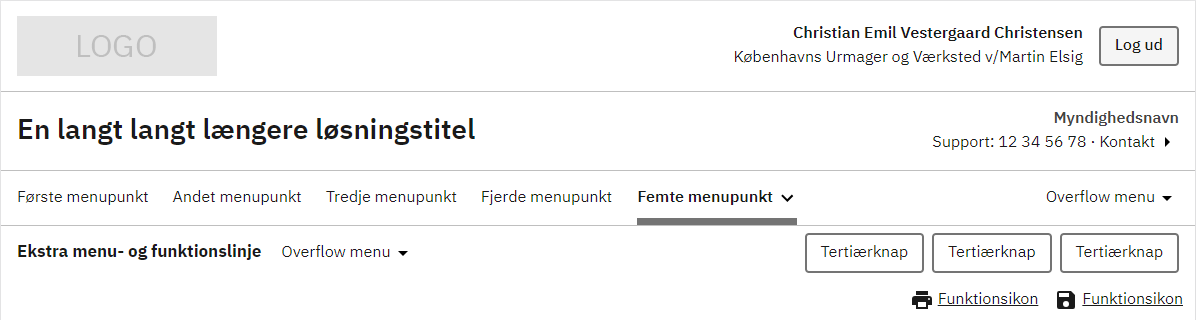 LOGO
Christian Emil Vestergaard Christensen
Københavns Urmager og Værksted v/Martin Elsig
Log ud
En langt langt længere løsningstitel
Myndighedsnavn
Support: 12 34 56 78 · Kontakt
Første menupunkt Andet menupunkt Tredje menupunkt Fjerde menupunkt Femte menupunkt Overflow menu
Ekstra menu- og funktionslinje Overflow menu Tertiærknap Tertiærknap Tertiærknap
Funktionsikon Funktionsikon